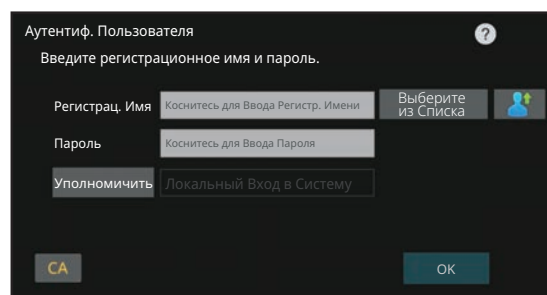 Аутентиф. Пользователя
?
Введите регистрационное имя и пароль.
Регистрац. Имя
Коснитесь для Ввода Регистр. Имени
Выберите
из Списка
Пароль
Коснитесь для Ввода Пароля
Уполномичить
Локальный Вход в Систему
CA
OK